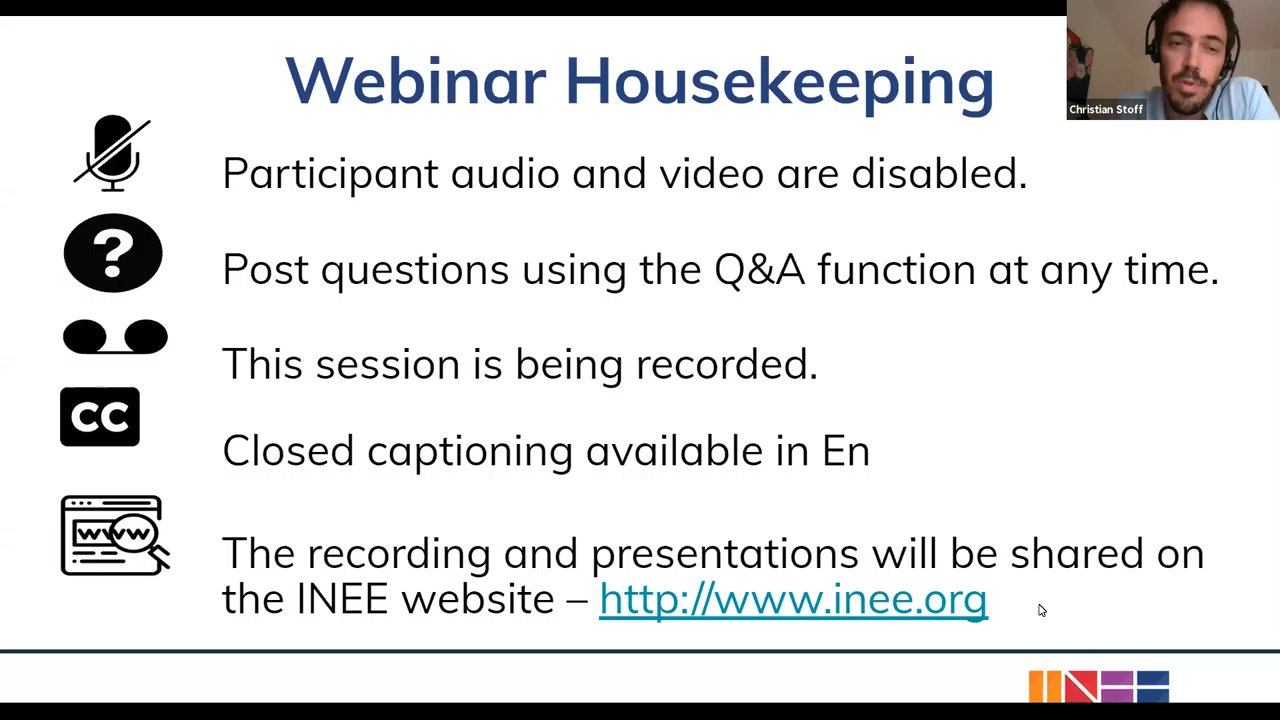 Webinar Housekeeping
Christian Stoff
Participant audio and video are disabled.
?
Post questions using the Q&A function at any time.
This session is being recorded.
CC
Closed captioning available in En
www
The recording and presentations will be shared on
the INEE website – http://www.inee.org
INEE